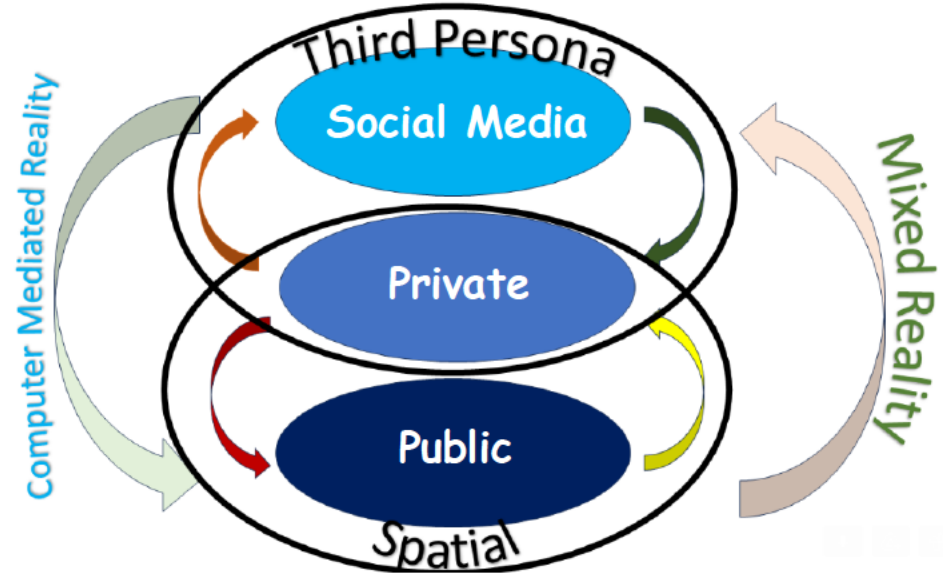 Third Persona
Social Media
Private
Public
Spatial
Computer Mediated Reality
Mixed Reality